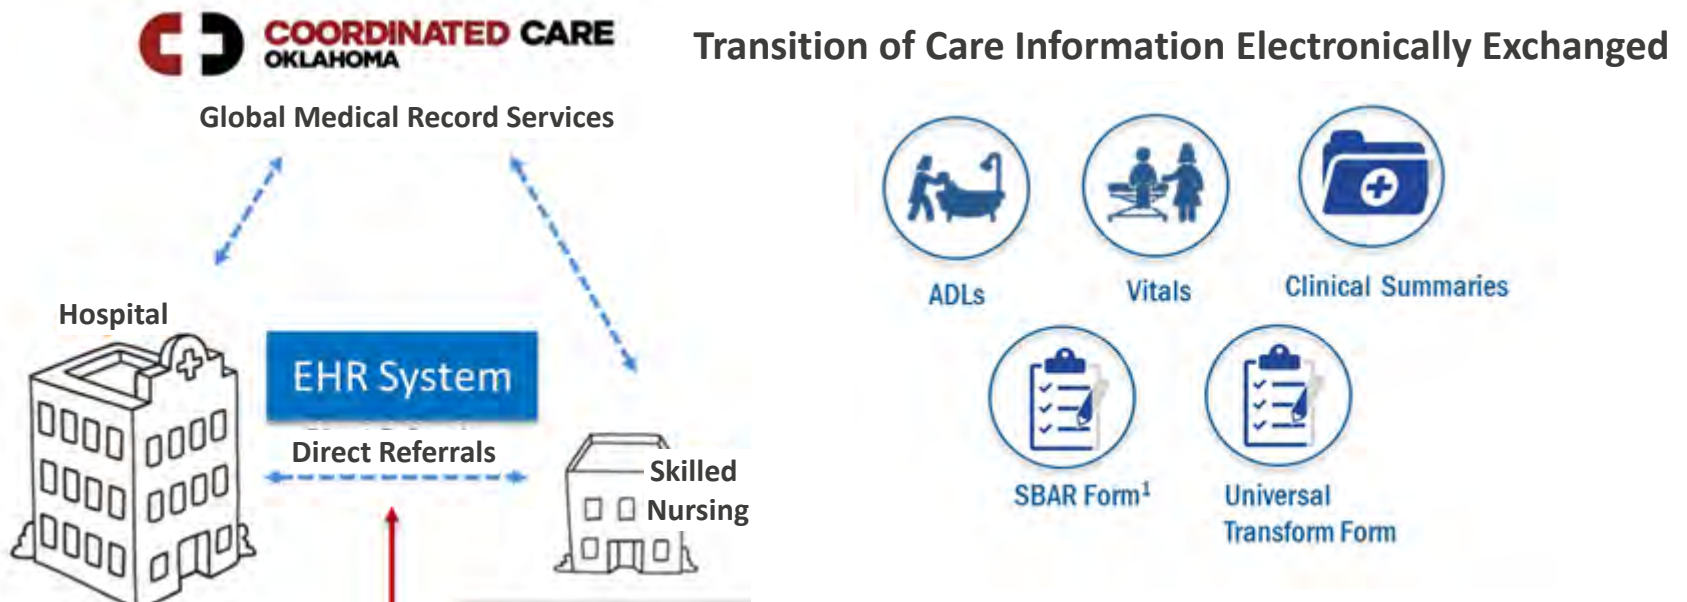 COORDINATED CARE
OKLAHOMA
Global Medical Record Services
Hospital
EHR System
Direct Referrals
Skilled
Nursing
Transition of Care Information Electronically Exchanged
ADLs
Vitals
Clinical Summaries
SBAR Form¹
Universal
Transform Form